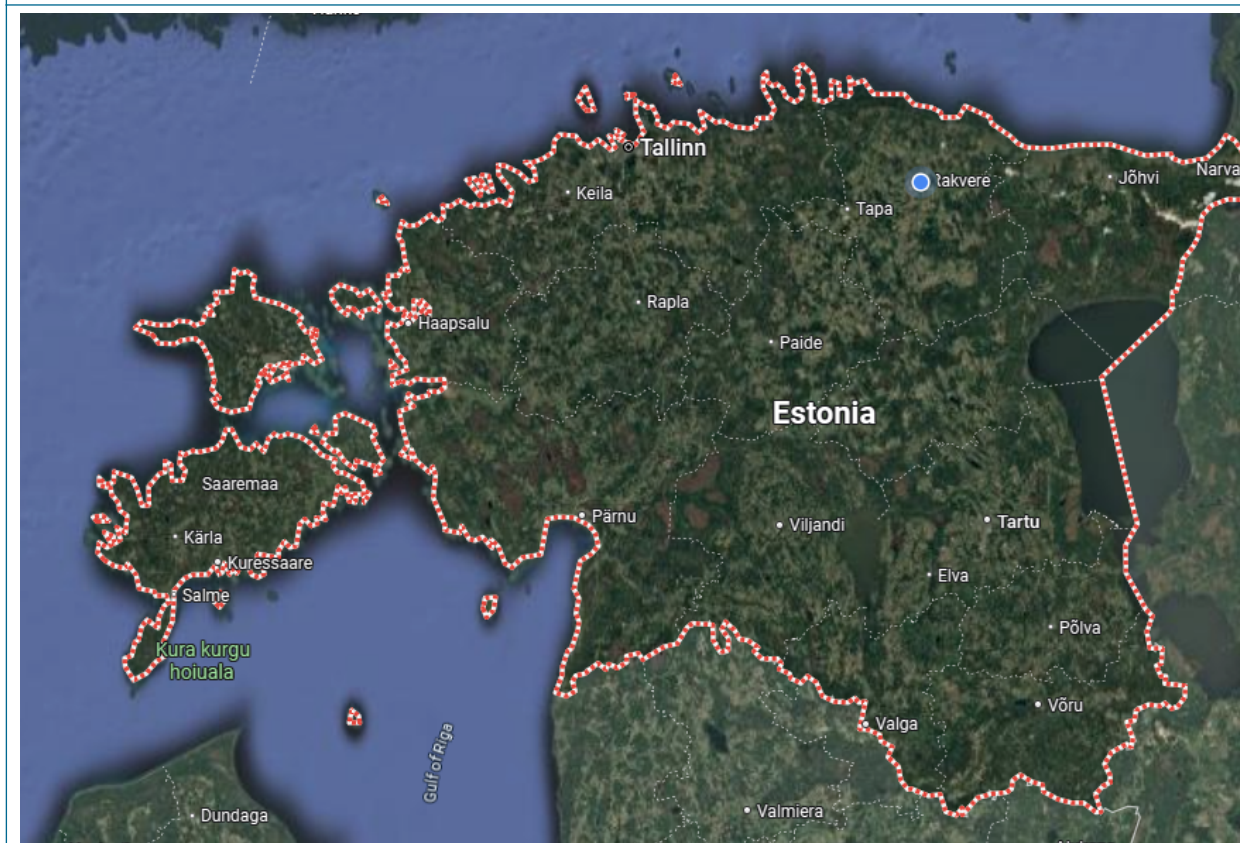 Tallinn
Keila
Rakvere
Jõhvi
Narva
Tapa
Haapsalu
Rapla
Paide
Estonia
Saaremaa
Kärla
Kuressaare
Salme
Kura kurgu
hoiuala
Pärnu
Viljandi
Tartu
Elva
Põlva
Võru
Valga
Gulf of Riga
Dundaga
Valmiera